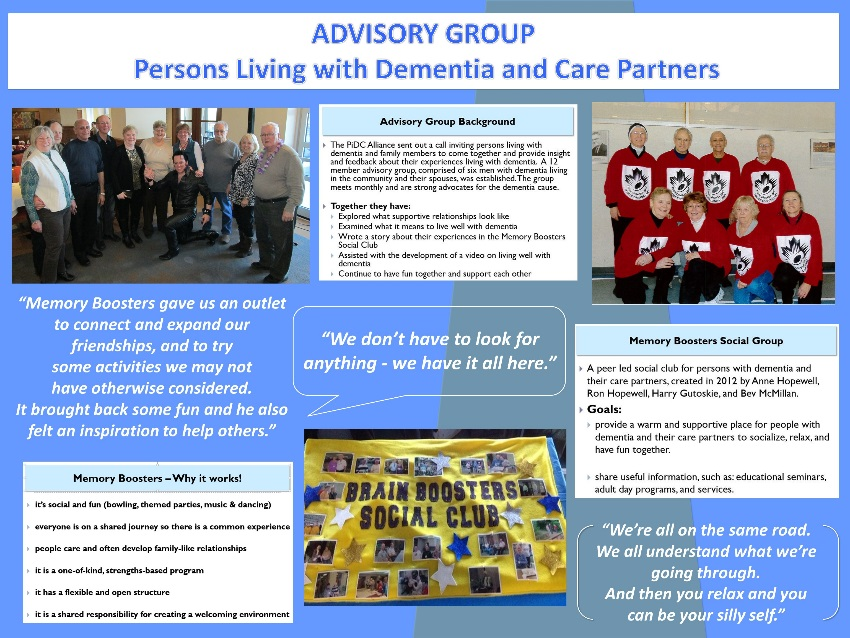 ADVISORY GROUP
Persons Living with Dementia and Care Partners
Advisory Group Background
The PiDC Alliance sent out a call inviting persons living with
dementia and family members to come together and provide insight
and feedback about their experiences living with dementia. A 12
member advisory group, comprised of six men with dementia living
in the community and their spouses, was established. The group
meets monthly and are strong advocates for the dementia cause.
Together they have:
Explored what supportive relationships look like
Examined what it means to live well with dementia
Wrote a story about their experiences in the Memory Boosters
Social Club
Assisted with the development of a video on living well with
dementia
Continue to have fun together and support each other
“Memory Boosters gave us an outlet
to connect and expand our
friendships, and to try
some activities we may not
have otherwise considered.
It brought back some fun and he also
felt an inspiration to help others.”
“We don’t have to look for
anything - we have it all here.”
Memory Boosters Social Group
A peer led social club for persons with dementia and
their care partners, created in 2012 by Anne Hopewell,
Ron Hopewell, Harry Gutoskie, and Bev McMillan.
Goals:
provide a warm and supportive place for people with
dementia and their care partners to socialize, relax, and
have fun together.
share useful information, such as: educational seminars,
adult day programs, and services.
Memory Boosters – Why it works!
it’s social and fun (bowling, themed parties, music & dancing)
everyone is on a shared journey so there is a common experience
people care and often develop family-like relationships
it is a one-of-kind, strengths-based program
it has a flexible and open structure
it is a shared responsibility for creating a welcoming environment
BRAIN BOOSTERS
SOCIAL CLUB
“We’re all on the same road.
We all understand what we’re
going through.
And then you relax and you
can be your silly self.”